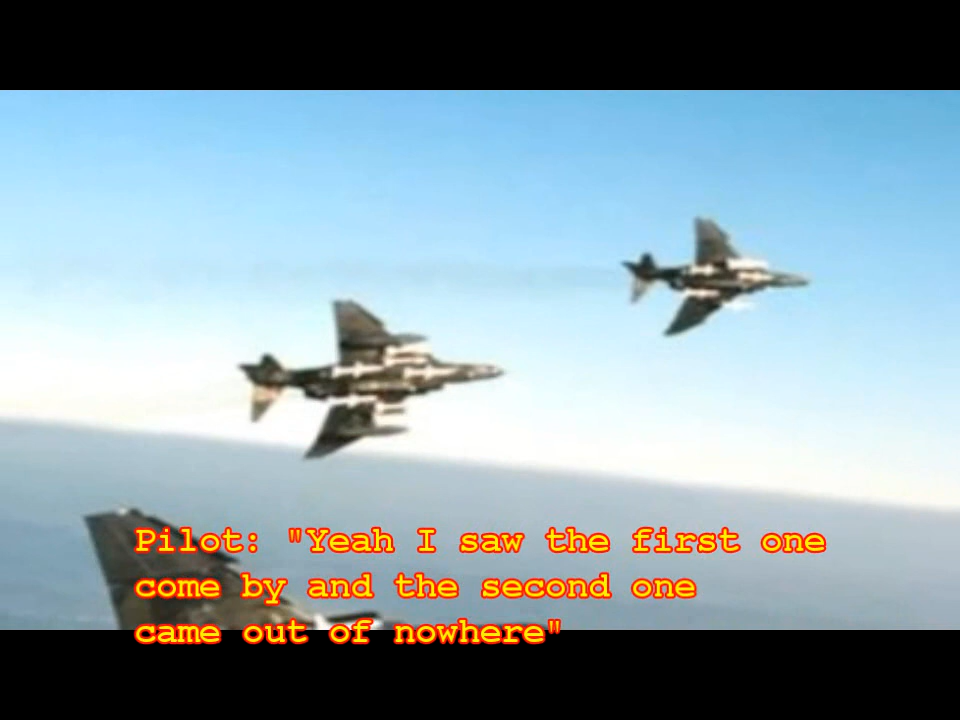 Pilot: "Yeah I saw the first one
come by and the second one
came out of nowhere"